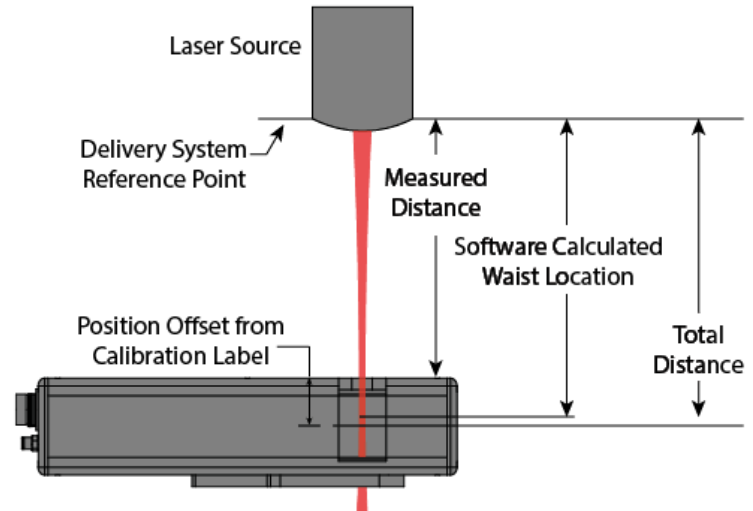 Laser Source
Delivery System
Reference Point
Measured
Distance
Software Calculated
Waist Location
Position Offset from
Calibration Label
Total
Distance